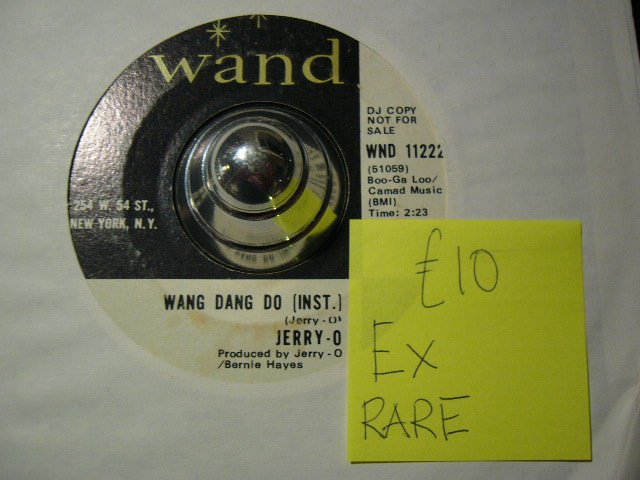 wand
DJ COPY
NOT FOR
SALE
WND 11222
(51059)
Boo-Ga Loo/
Camad Music
(BMI)
Time: 2:23
254 W. 54 ST.,
NEW YORK, N.Y.
WANG DANG DO (INST.)
(Jerry-O)
JERRY-O
Produced by Jerry-O
/Bernie Hayes
£10
Ex
RARE